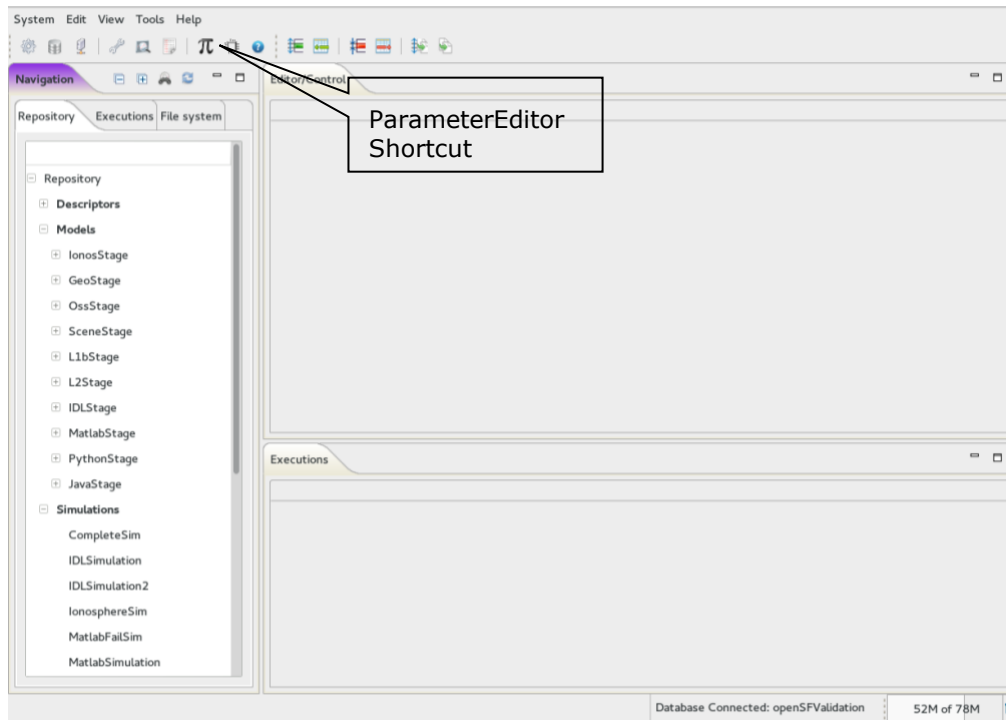 System Edit View Tools Help
π
Navigation
Editor/Control
Repository Executions File system
ParameterEditor
Shortcut
Repository
Descriptors
Models
IonosStage
GeoStage
OssStage
SceneStage
L1bStage
L2Stage
IDLStage
MatlabStage
PythonStage
JavaStage
Simulations
CompleteSim
IDLSimulation
IDLSimulation2
IonosphereSim
MatlabFailSim
MatlabSimulation
Executions
Database Connected: openSFValidation
52M of 78M